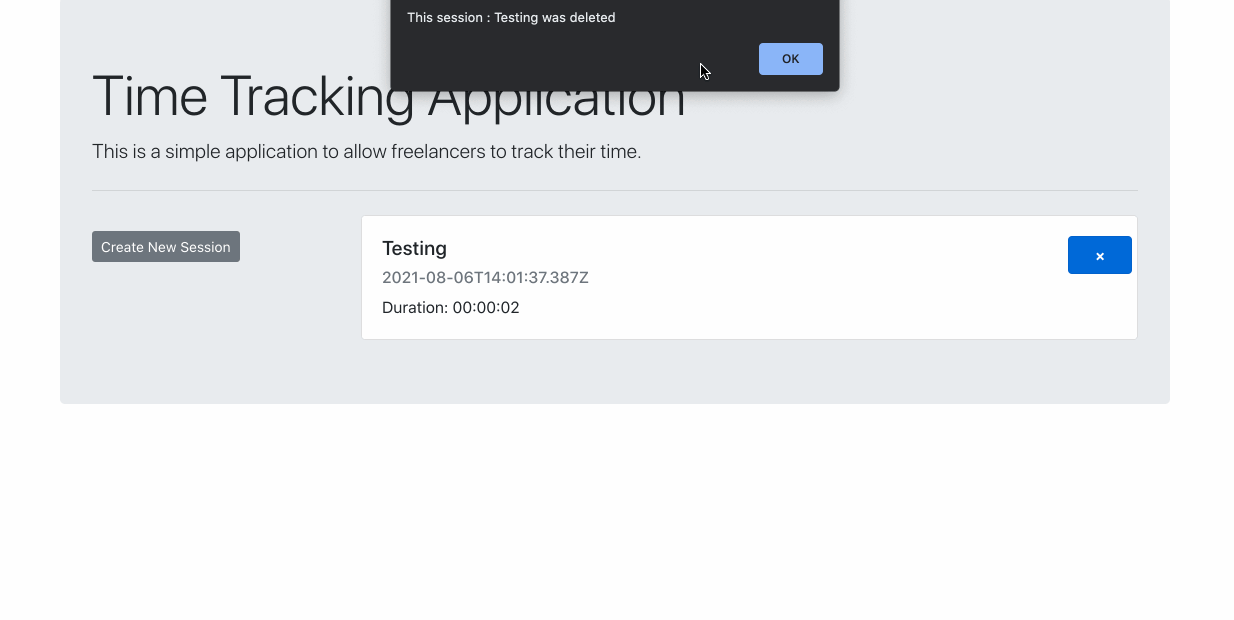 This session : Testing was deleted
OK
Time Tracking Application
This is a simple application to allow freelancers to track their time.
Create New Session
Testing
×
2021-08-06T14:01:37.387Z
Duration: 00:00:02